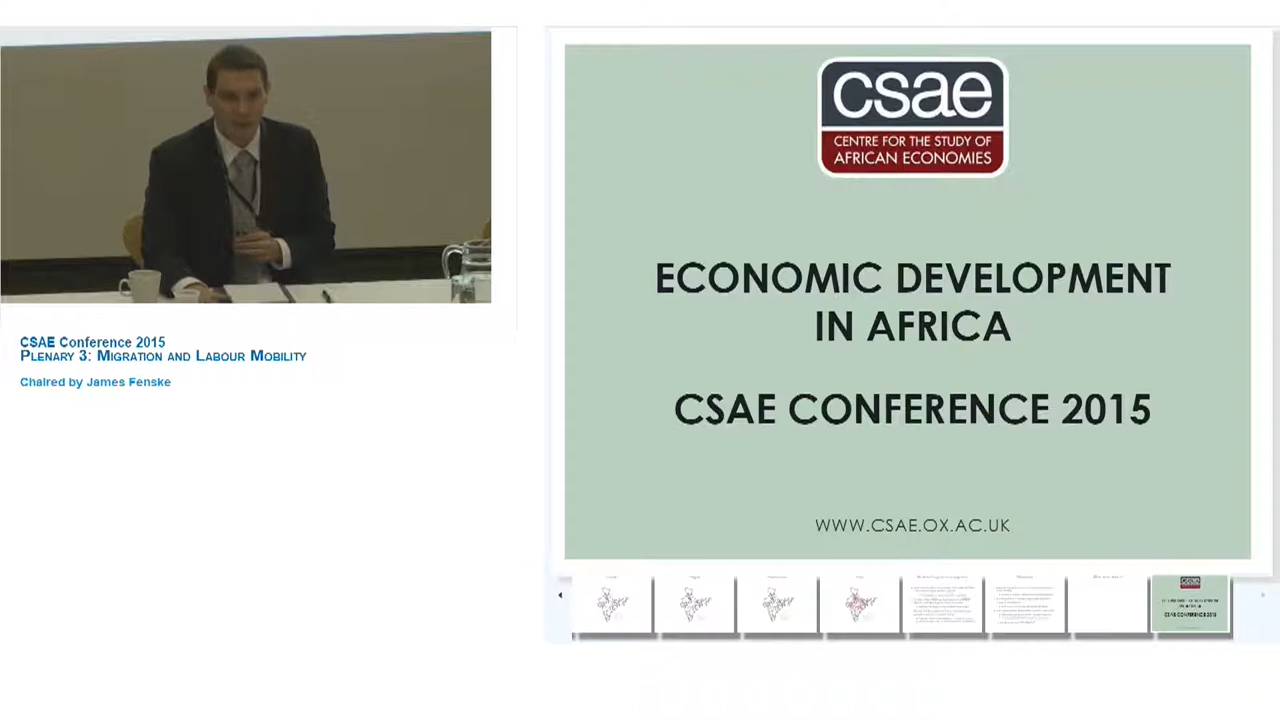 CSAE Conference 2015
Plenary 3: Migration and Labour Mobility
Chaired by James Fenske
csae
CENTRE FOR THE STUDY OF
AFRICAN ECONOMIES
ECONOMIC DEVELOPMENT
IN AFRICA
CSAE CONFERENCE 2015
WWW.CSAE.OX.AC.UK